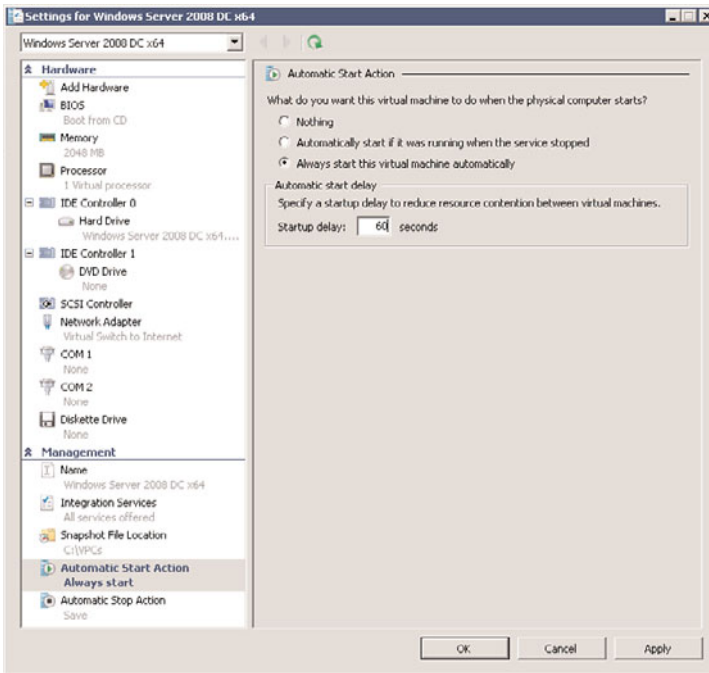 Settings for Windows Server 2008 DC x64
Windows Server 2008 DC x64
Hardware
Add Hardware
BIOS
Boot from CD
Memory
2048 MB
Processor
1 Virtual processor
IDE Controller 0
Hard Drive
Windows Server 2008 DC x64....
IDE Controller 1
DVD Drive
None
SCSI Controller
Network Adapter
Virtual Switch to Internet
COM 1
None
COM 2
None
Diskette Drive
None
Management
Name
Windows Server 2008 DC x64
Integration Services
All services offered
Snapshot File Location
C:\VPCs
Automatic Start Action
Always start
Automatic Stop Action
Save
Automatic Start Action
What do you want this virtual machine to do when the physical computer starts?
Nothing
Automatically start if it was running when the service stopped
Always start this virtual machine automatically
Automatic start delay
Specify a startup delay to reduce resource contention between virtual machines.
Startup delay: 60 seconds
OK Cancel Apply